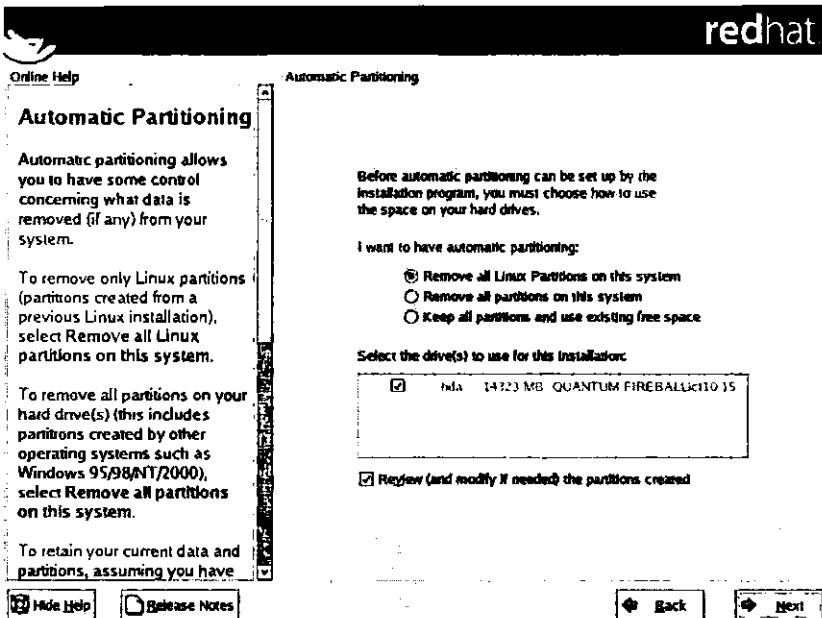 redhat
Online Help
Automatic Partitioning
Automatic partitioning allows
you to have some control
concerning what data is
removed (if any) from your
system.
To remove only Linux partitions
(partitions created from a
previous Linux installation),
select Remove all Linux
partitions on this system.
To remove all partitions on your
hard drive(s) (this includes
partitions created by other
operating systems such as
Windows 95/98/NT/2000),
select Remove all partitions
on this system.
To retain your current data and
partitions, assuming you have
Hide Help
Release Notes
Automatic Partitioning
Before automatic partitioning can be set up by the
installation program, you must choose how to use
the space on your hard drives.
I want to have automatic partitioning:
Remove all Linux Partitions on this system
Remove all partitions on this system
Keep all partitions and use existing free space
Select the drive(s) to use for this installation:
hda 14323 MB QUANTUM
Review (and modify if needed) the partitions created
Back
Next